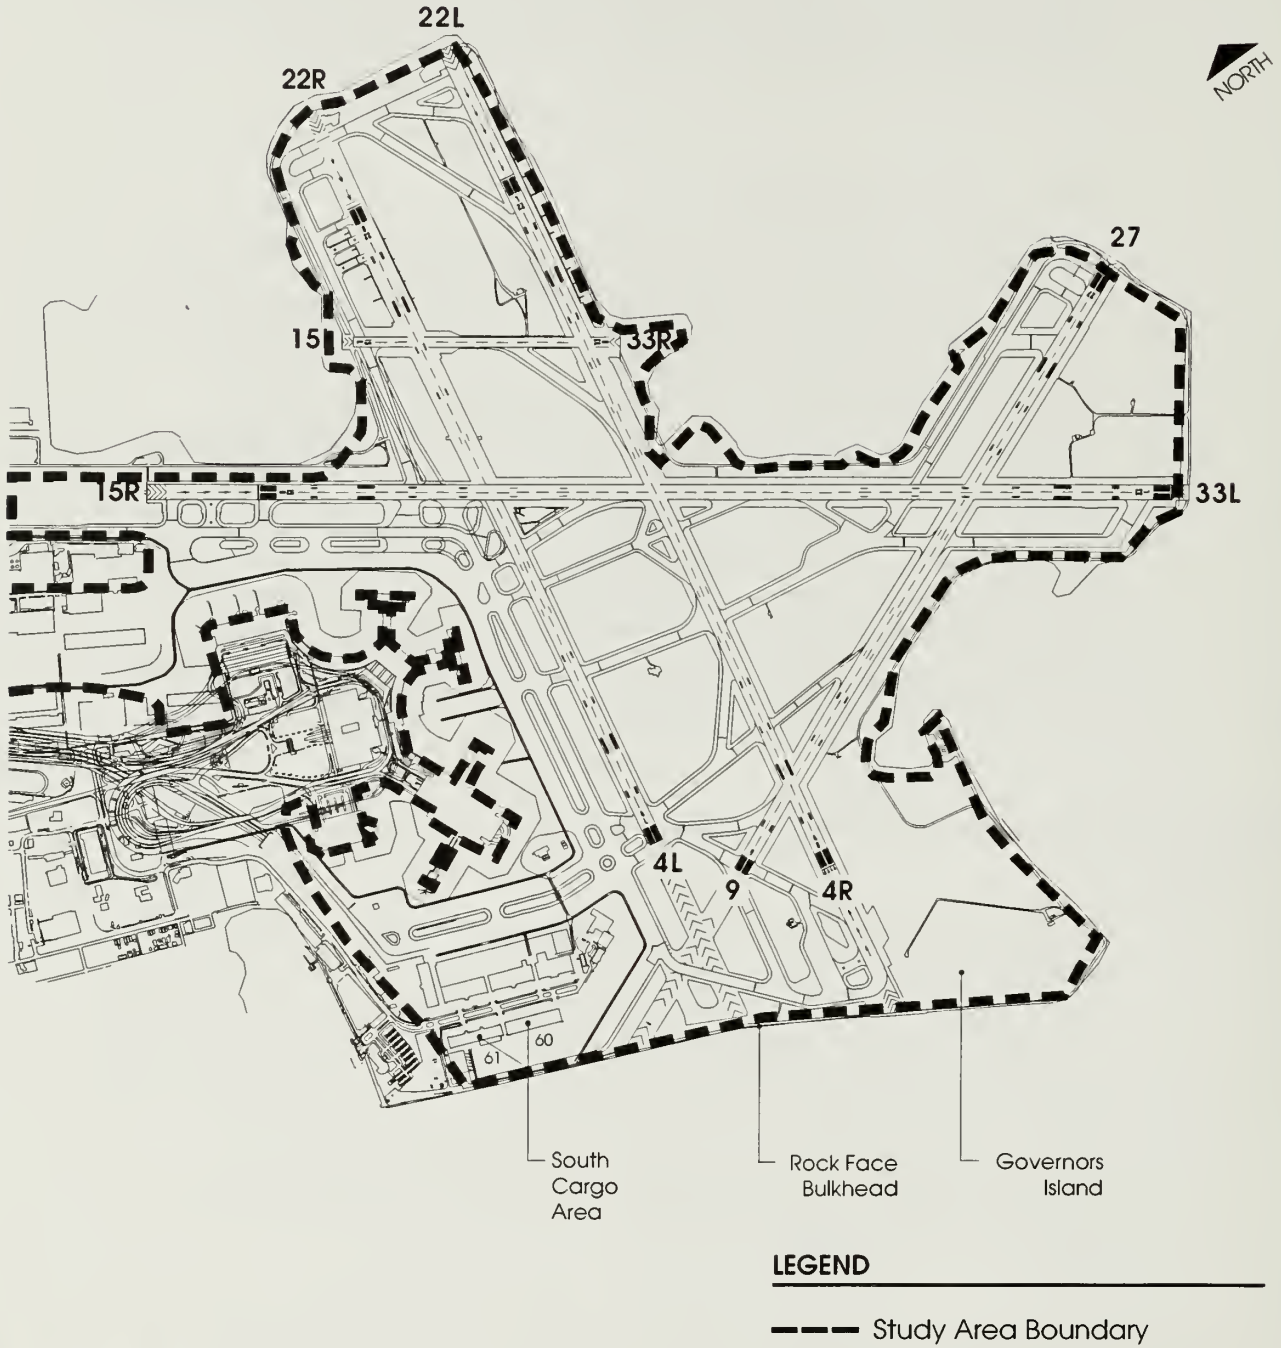 22L
22R
NORTH
27
15
33R
15R
33L
4L
9
4R
60
61
South
Cargo
Area
Rock Face
Bulkhead
Governors
Island
LEGEND
Study Area Boundary